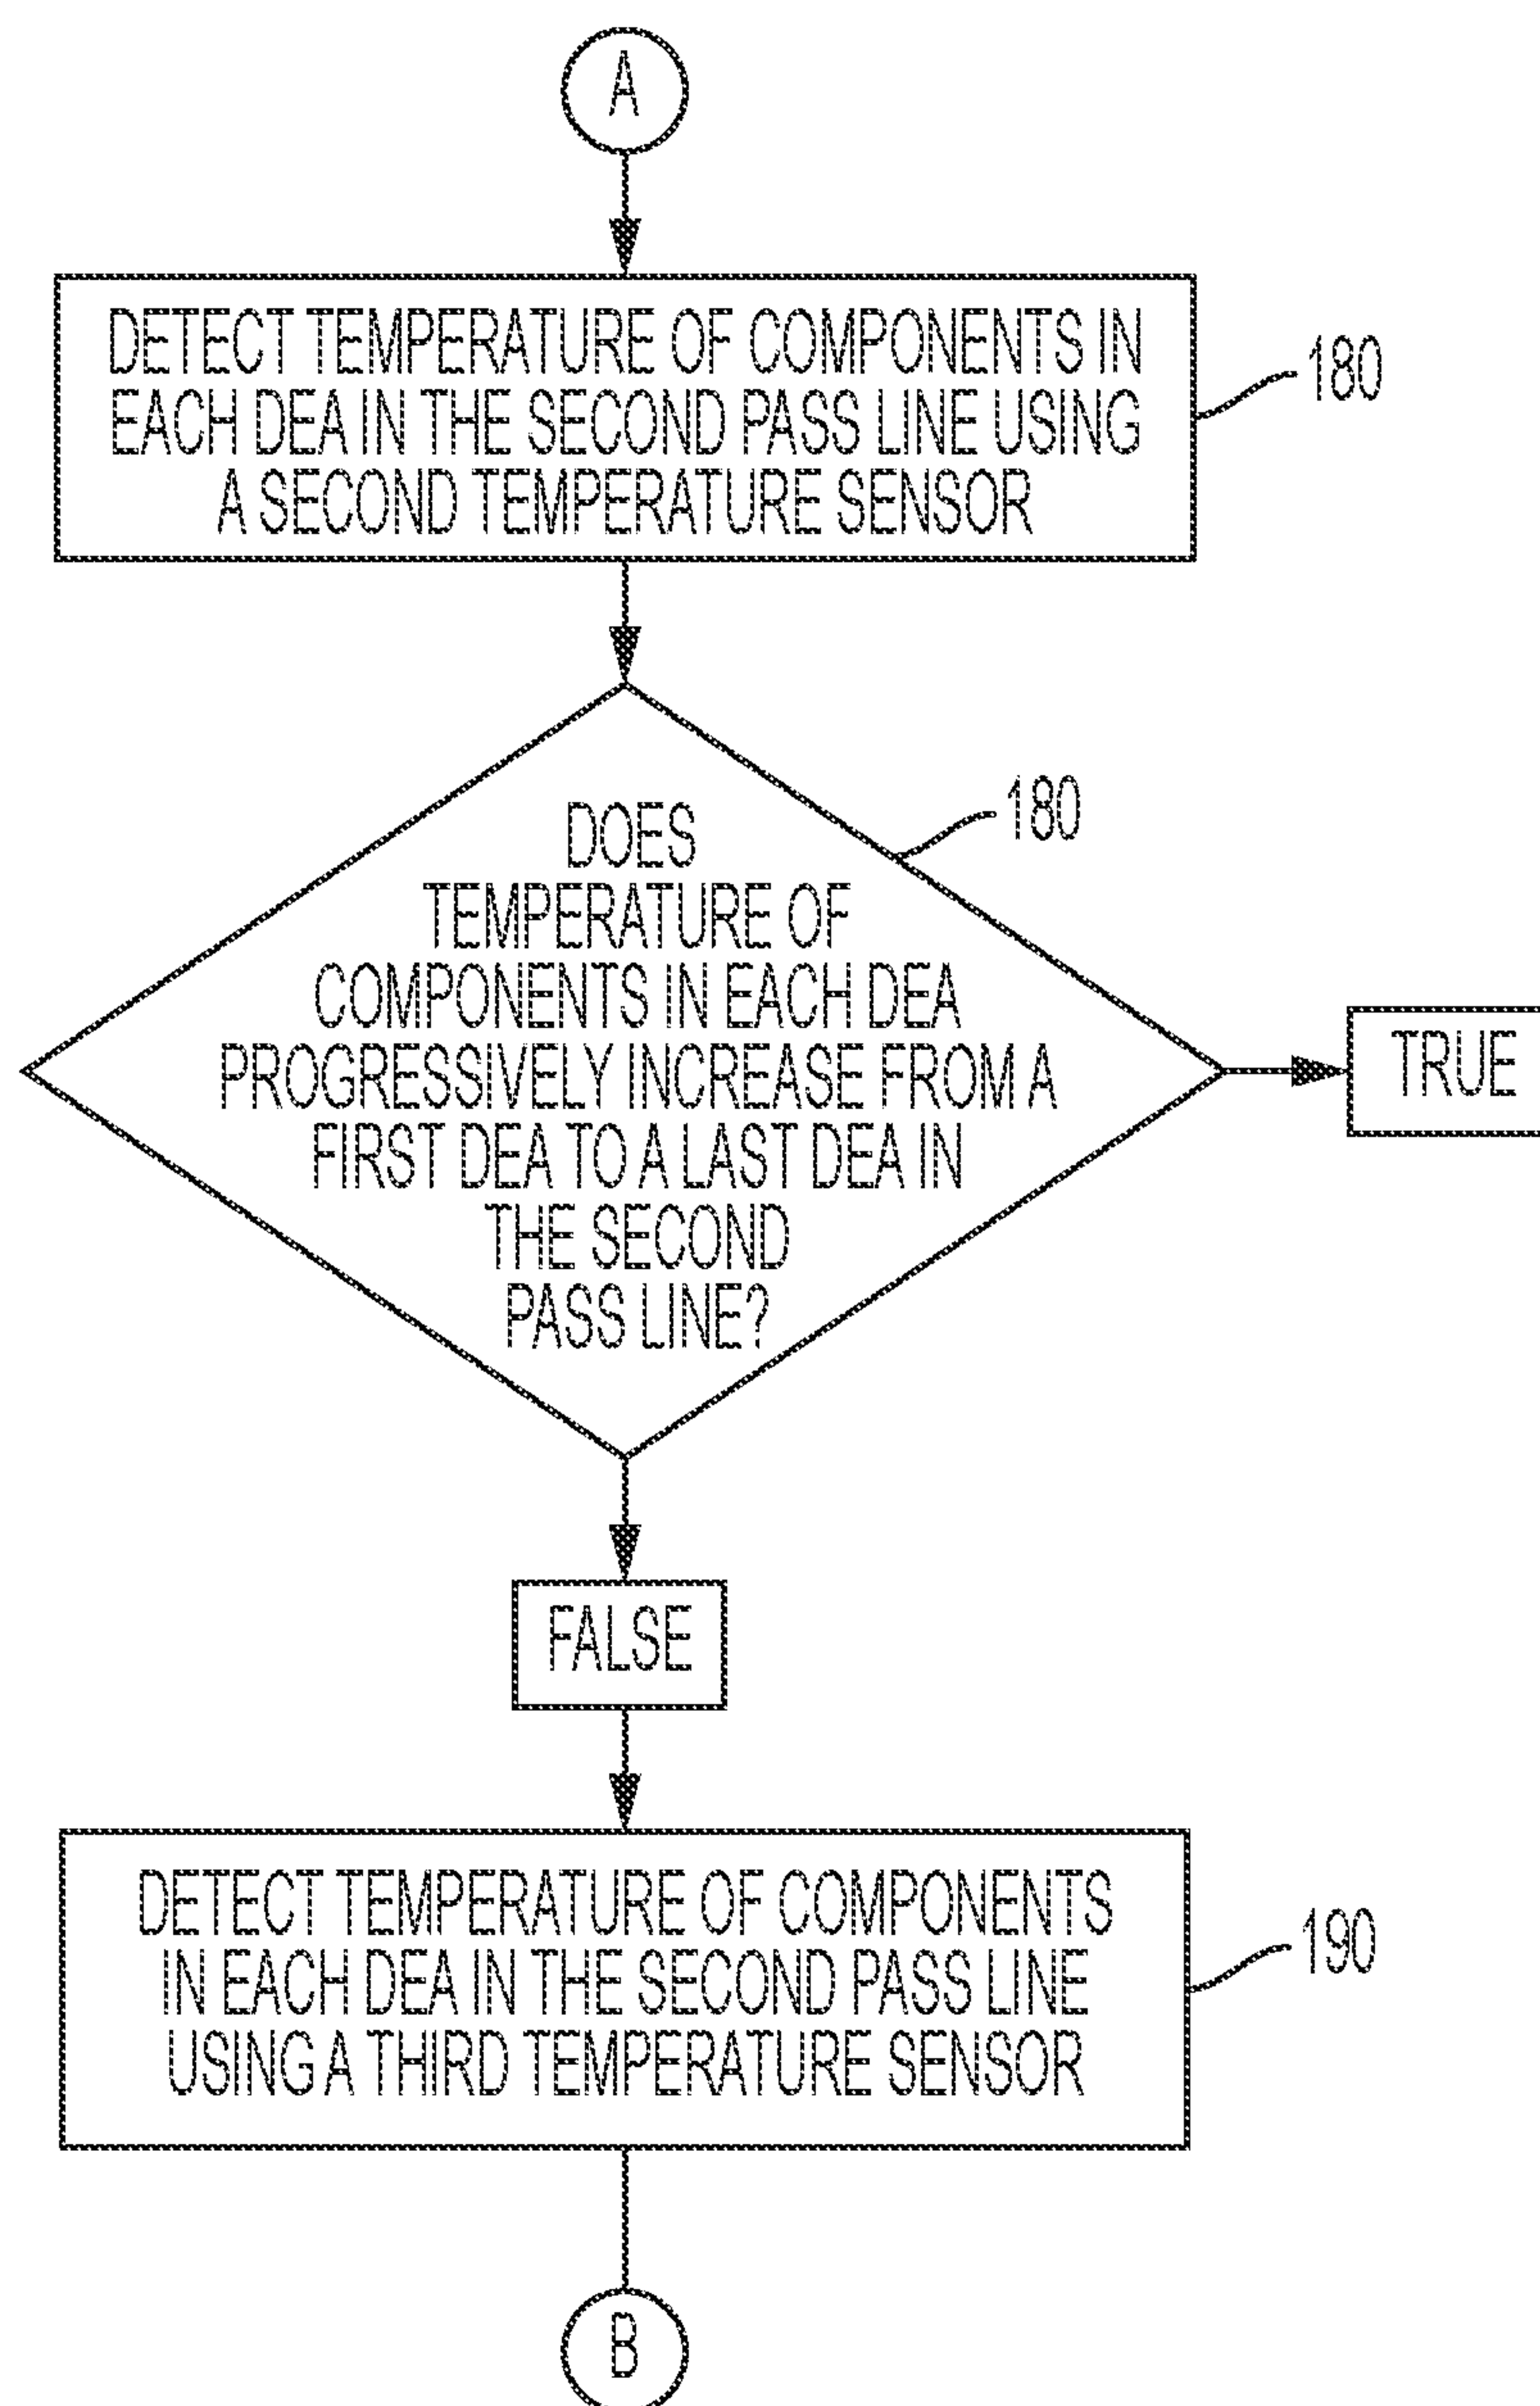 A
DETECT TEMPERATURE OF COMPONENTS IN
EACH DEA IN THE SECOND PASS LINE USING
A SECOND TEMPERATURE SENSOR
180
DOES
TEMPERATURE OF
COMPONENTS IN EACH DEA
PROGRESSIVELY INCREASE FROM A
FIRST DEA TO A LAST DEA IN
THE SECOND
PASS LINE?
180
TRUE
FALSE
DETECT TEMPERATURE OF COMPONENTS
IN EACH DEA IN THE SECOND PASS LINE
USING A THIRD TEMPERATURE SENSOR
190
B